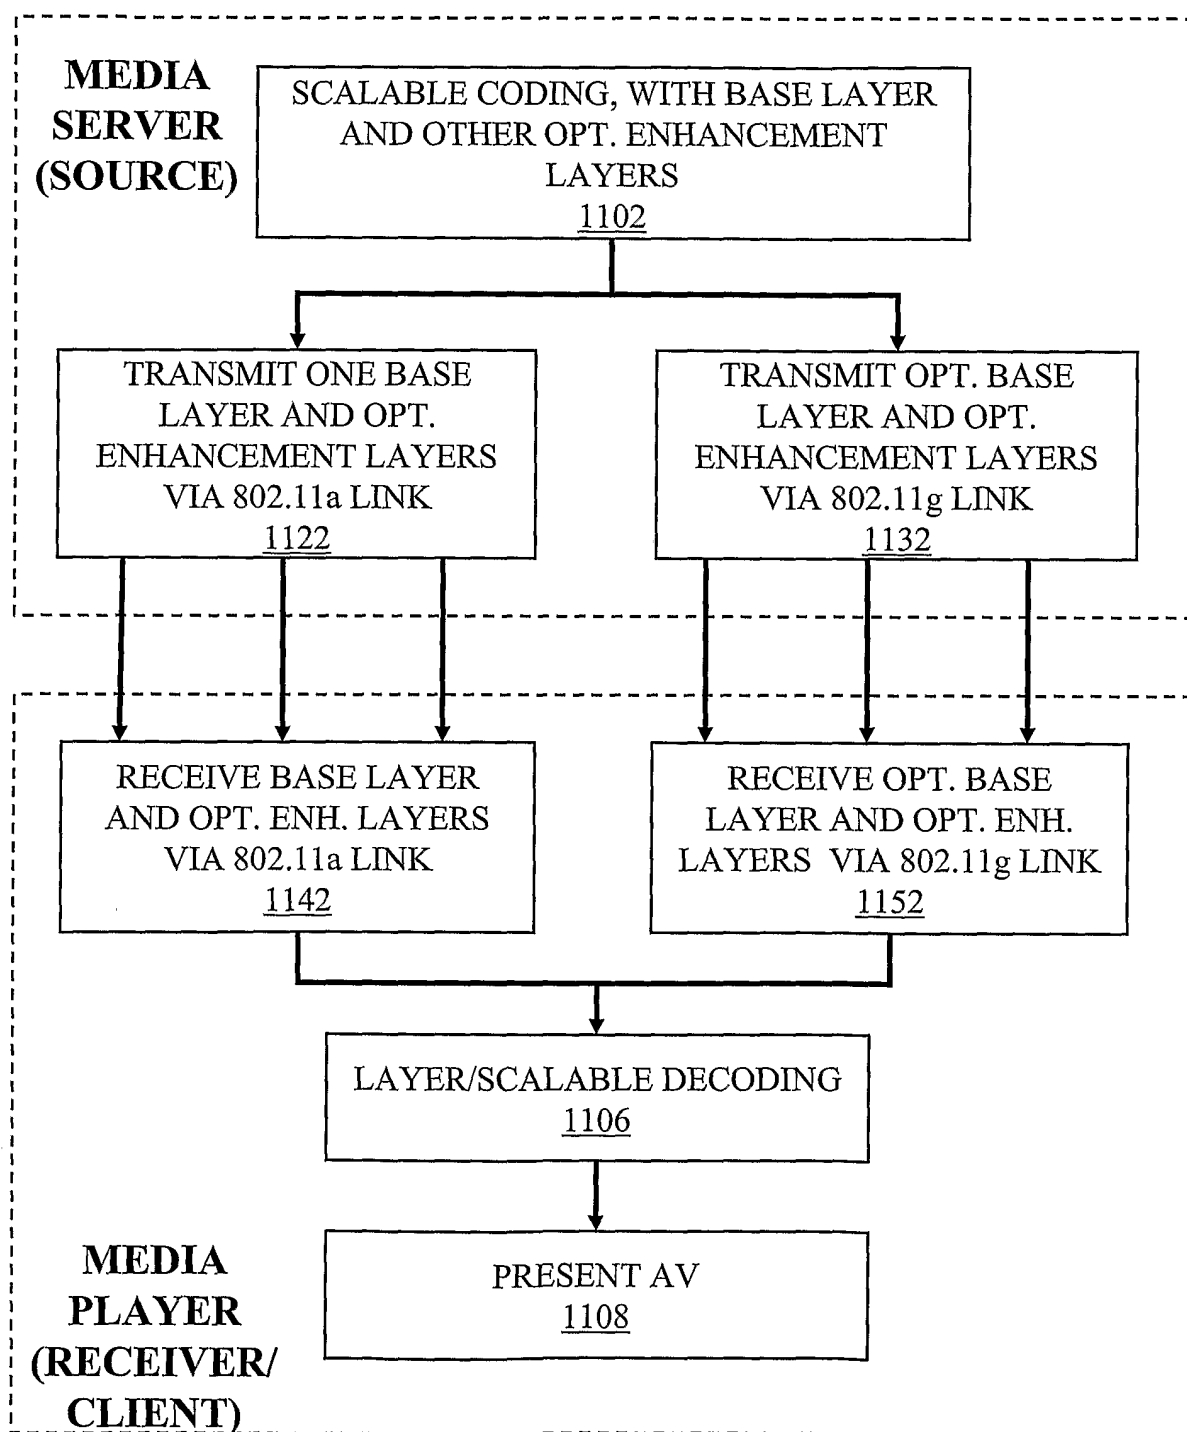 MEDIA
SERVER
(SOURCE)
SCALABLE CODING, WITH BASE LAYER
AND OTHER OPT. ENHANCEMENT
LAYERS
1102
TRANSMIT ONE BASE
LAYER AND OPT.
ENHANCEMENT LAYERS
VIA 802.11a LINK
1122
TRANSMIT OPT. BASE
LAYER AND OPT.
ENHANCEMENT LAYERS
VIA 802.11g LINK
1132
RECEIVE BASE LAYER
AND OPT. ENH. LAYERS
VIA 802.11a LINK
1142
RECEIVE OPT. BASE
LAYER AND OPT. ENH.
LAYERS VIA 802.11g LINK
1152
LAYER/SCALABLE DECODING
1106
PRESENT AV
1108
MEDIA
PLAYER
(RECEIVER/
CLIENT)